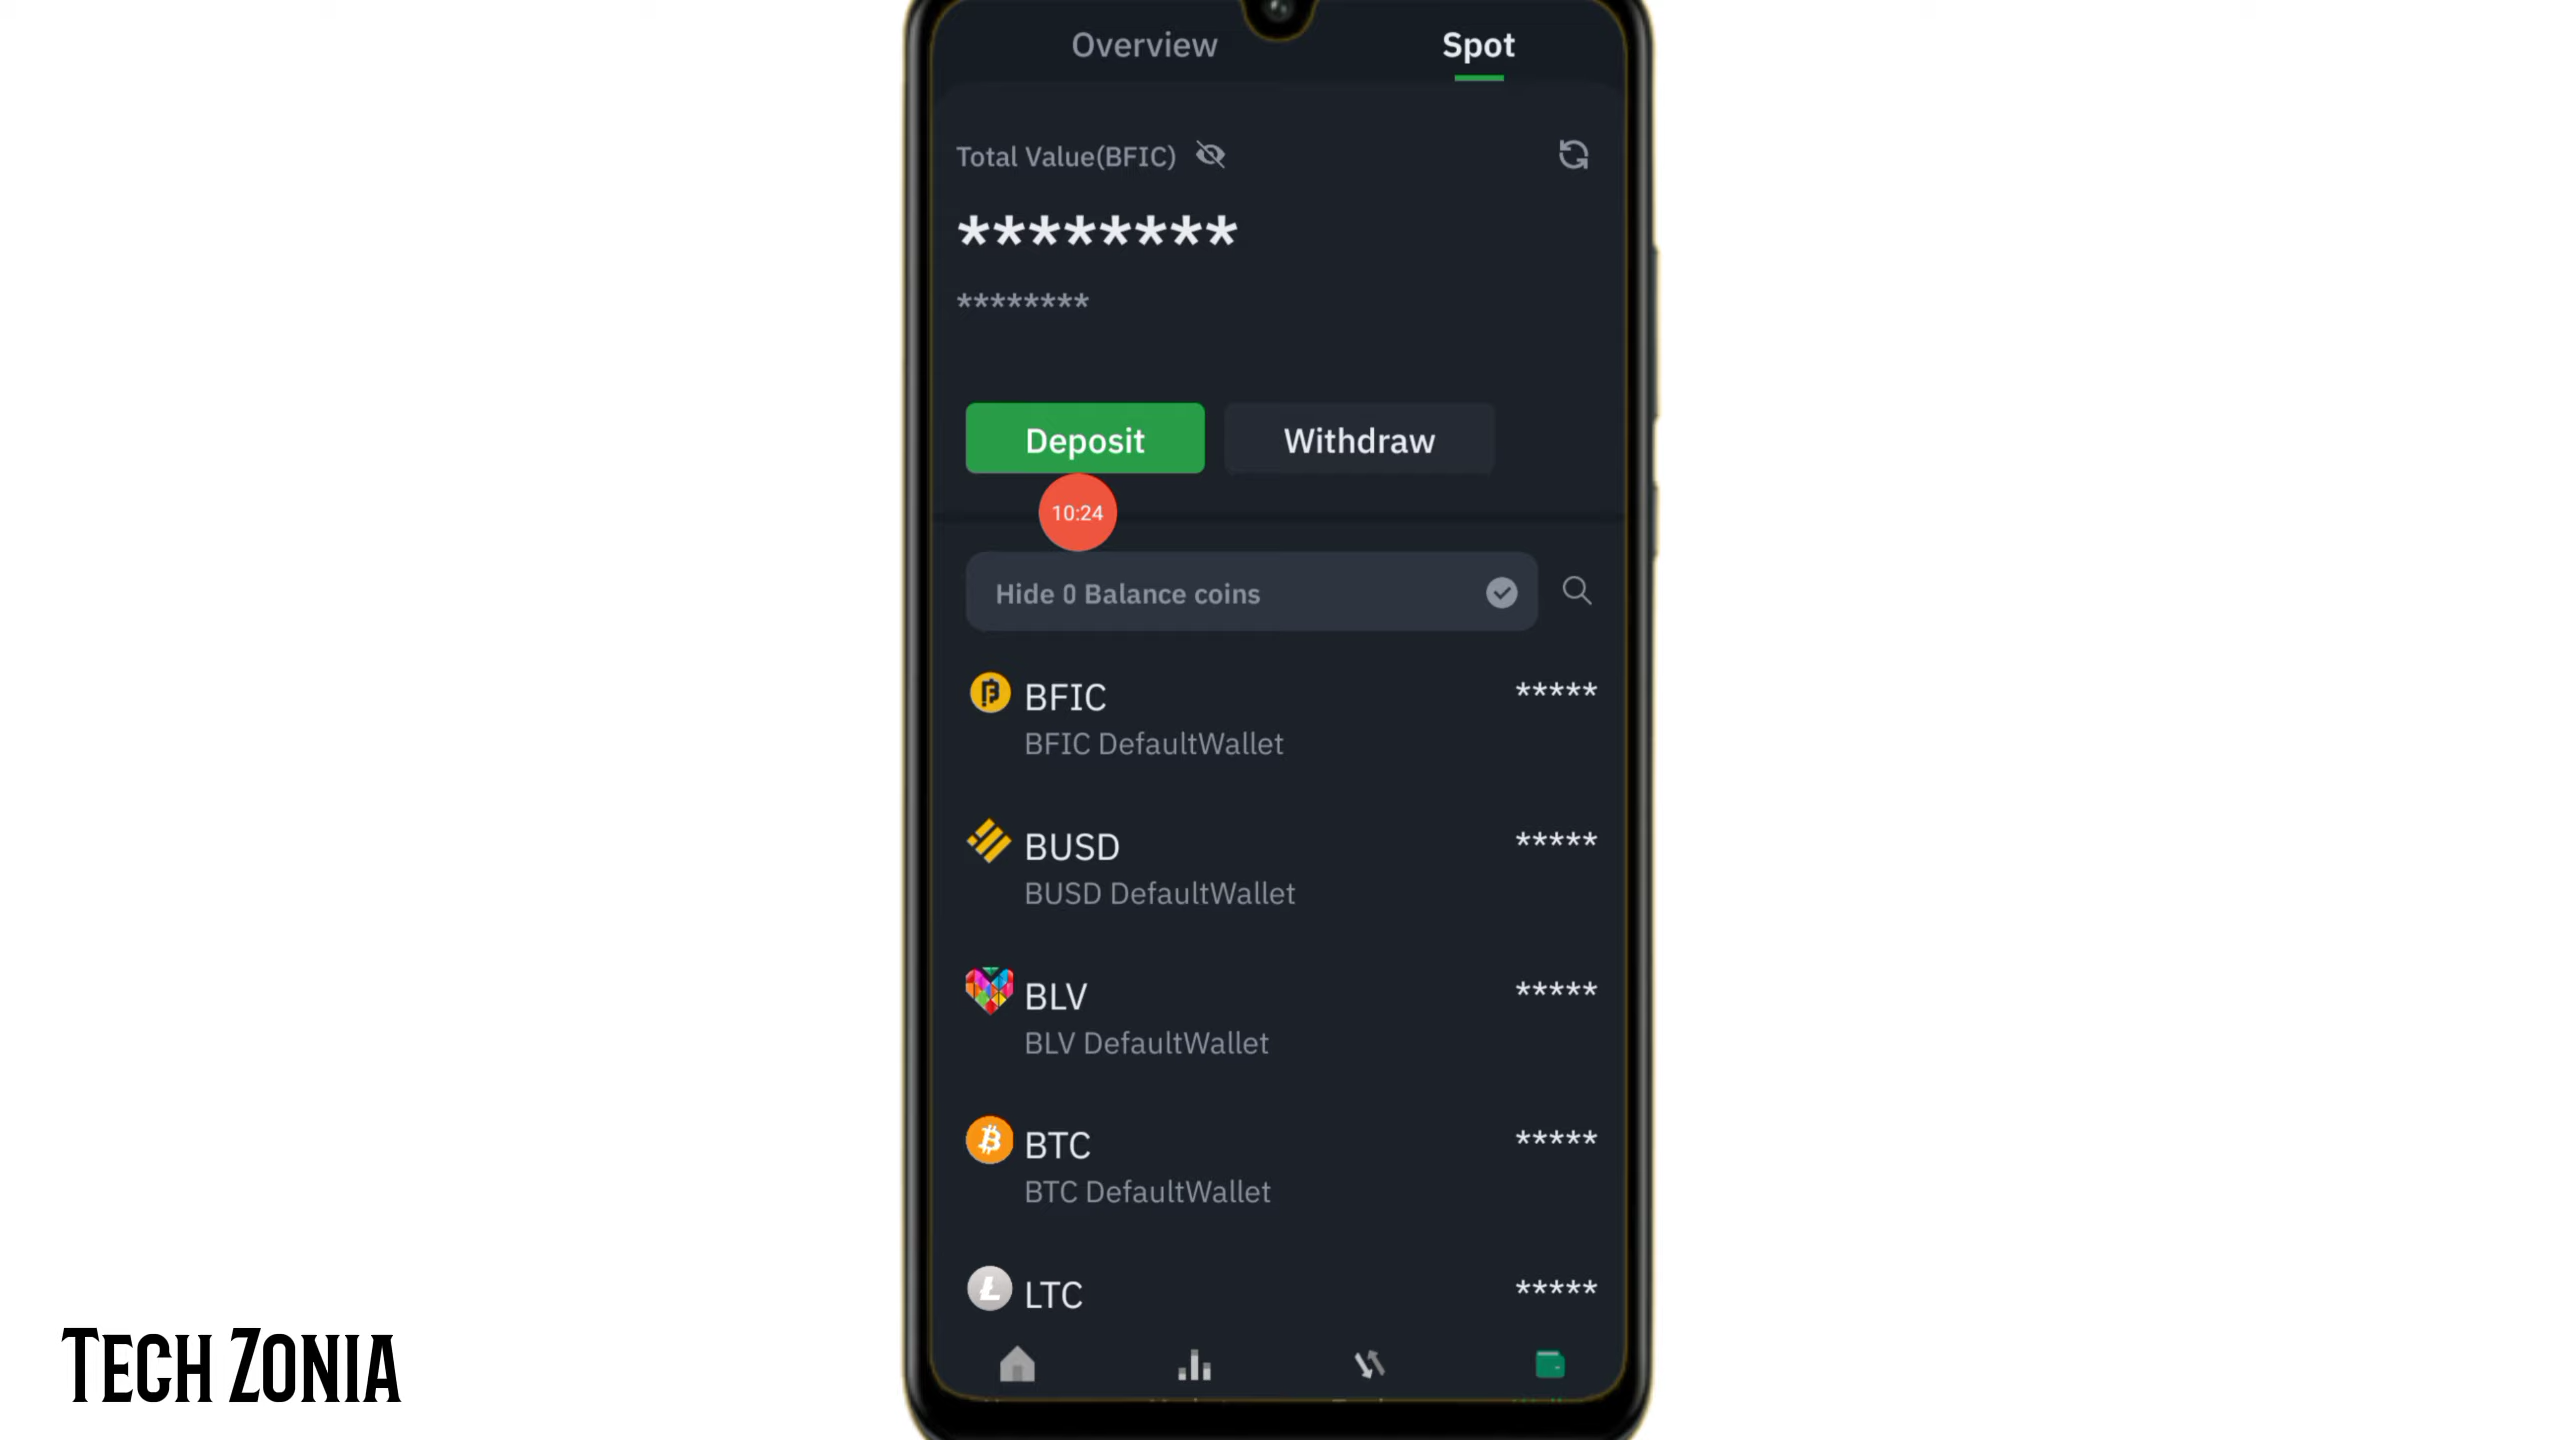 Overview
Spot
Total Value(BFIC)
********
********
Deposit
Withdraw
10:24
Hide 0 Balance coins
BFIC
*****
BFIC DefaultWallet
BUSD
*****
BUSD DefaultWallet
BLV
*****
BLV DefaultWallet
BTC
*****
BTC DefaultWallet
LTC
*****
TECH ZONIA